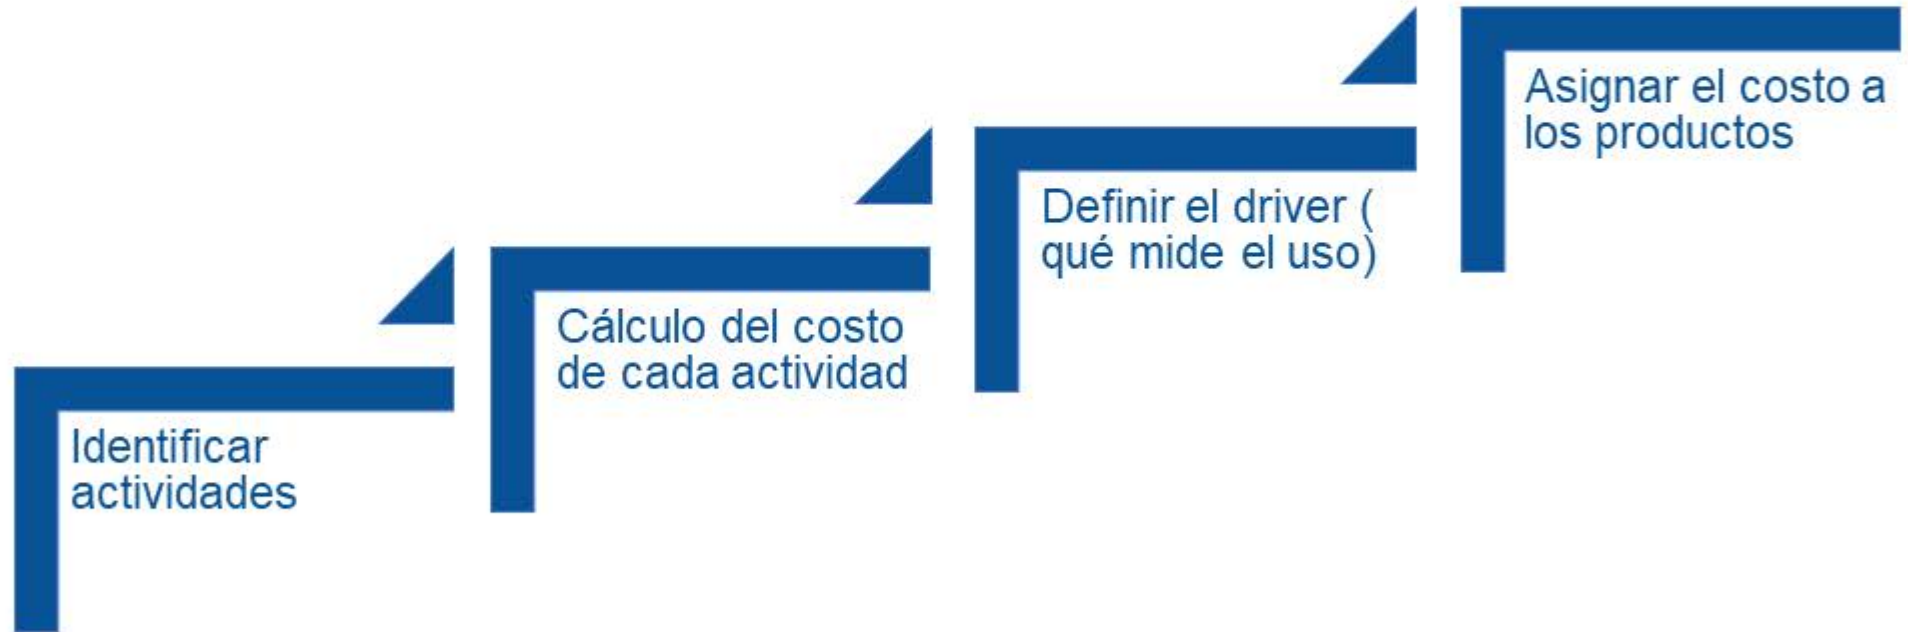 Identificar
actividades
Cálculo del costo
de cada actividad
Definir el driver (
qué mide el uso)
Asignar el costo a
los productos